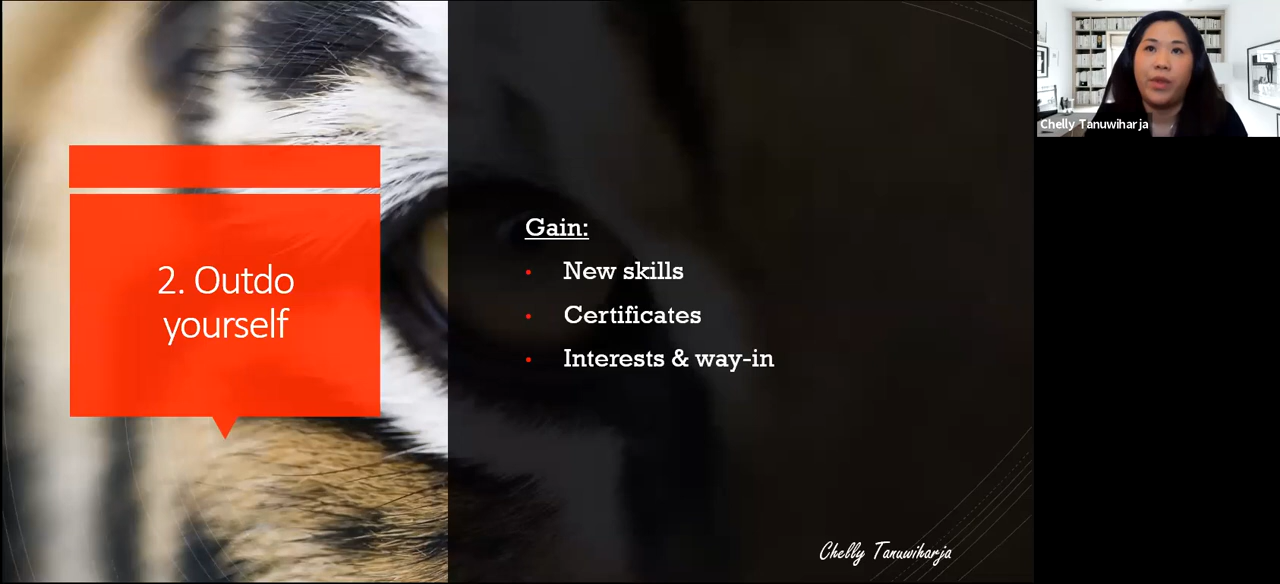 2. Outdo
yourself
Gain:
• New skills
• Certificates
• Interests & way-in
Chelly Tanuwiharja
Chelly Tanuwiharja